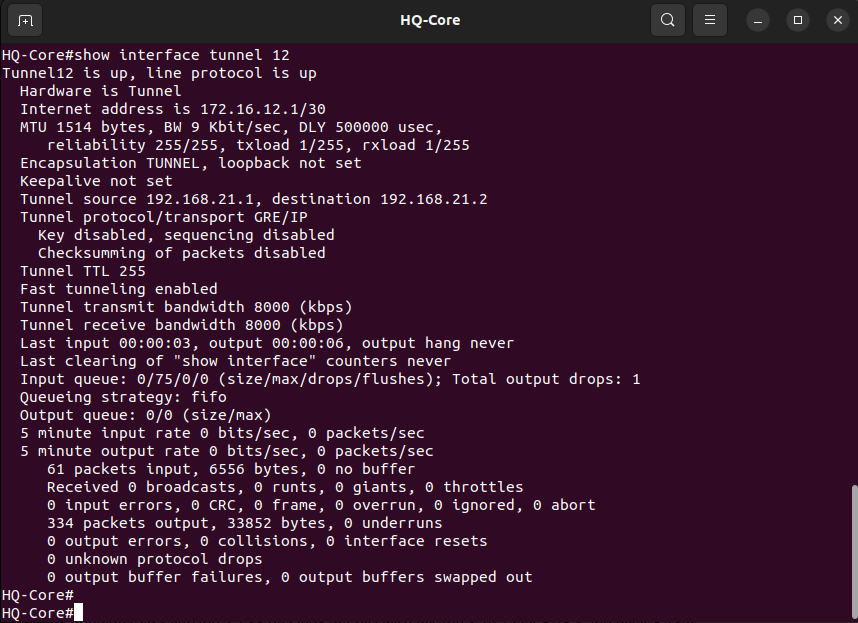 HQ-Core
HQ-Core#show interface tunnel 12
Tunnel12 is up, line protocol is up
  Hardware is Tunnel
  Internet address is 172.16.12.1/30
  MTU 1514 bytes, BW 9 Kbit/sec, DLY 500000 usec,
     reliability 255/255, txload 1/255, rxload 1/255
  Encapsulation TUNNEL, loopback not set
  Keepalive not set
  Tunnel source 192.168.21.1, destination 192.168.21.2
  Tunnel protocol/transport GRE/IP
    Key disabled, sequencing disabled
    Checksumming of packets disabled
  Tunnel TTL 255
  Fast tunneling enabled
  Tunnel transmit bandwidth 8000 (kbps)
  Tunnel receive bandwidth 8000 (kbps)
  Last input 00:00:03, output 00:00:06, output hang never
  Last clearing of "show interface" counters never
  Input queue: 0/75/0/0 (size/max/drops/flushes); Total output drops: 1
  Queueing strategy: fifo
  Output queue: 0/0 (size/max)
  5 minute input rate 0 bits/sec, 0 packets/sec
  5 minute output rate 0 bits/sec, 0 packets/sec
     61 packets input, 6556 bytes, 0 no buffer
     Received 0 broadcasts, 0 runts, 0 giants, 0 throttles
     0 input errors, 0 CRC, 0 frame, 0 overrun, 0 ignored, 0 abort
     334 packets output, 33852 bytes, 0 underruns
     0 output errors, 0 collisions, 0 interface resets
     0 unknown protocol drops
     0 output buffer failures, 0 output buffers swapped out
HQ-Core#
HQ-Core#